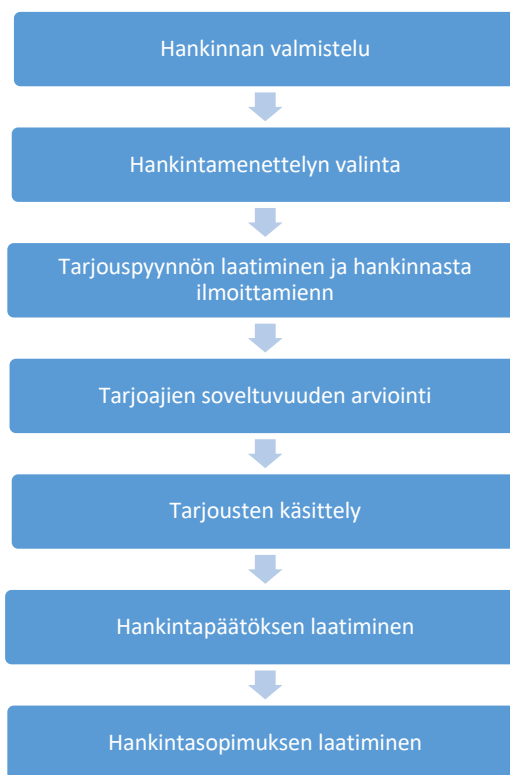 Hankinnan valmistelu
Hankintamenettelyn valinta
Tarjouspyynnön laatiminen ja hankinnasta
ilmoittamienn
Tarjoajien soveltuvuuden arviointi
Tarjousten käsittely
Hankintapäätöksen laatiminen
Hankintasopimuksen laatiminen